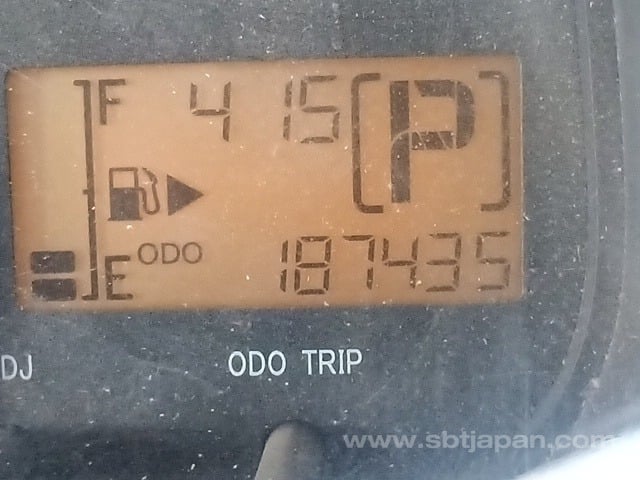 F 4 15 P
ODO
E 187435
DJ ODO TRIP
www.sbtjapan.com